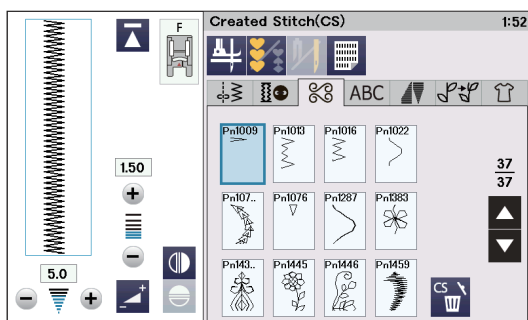 Created Stitch(CS) 1:52
F
ABC
1.50
5.0
Pn1009 Pn1013 Pn1016 Pn1022
Pn107.. Pn1076 Pn1287 Pn1383
Pn143.. Pn1445 Pn1446 Pn1459
37
37
CS